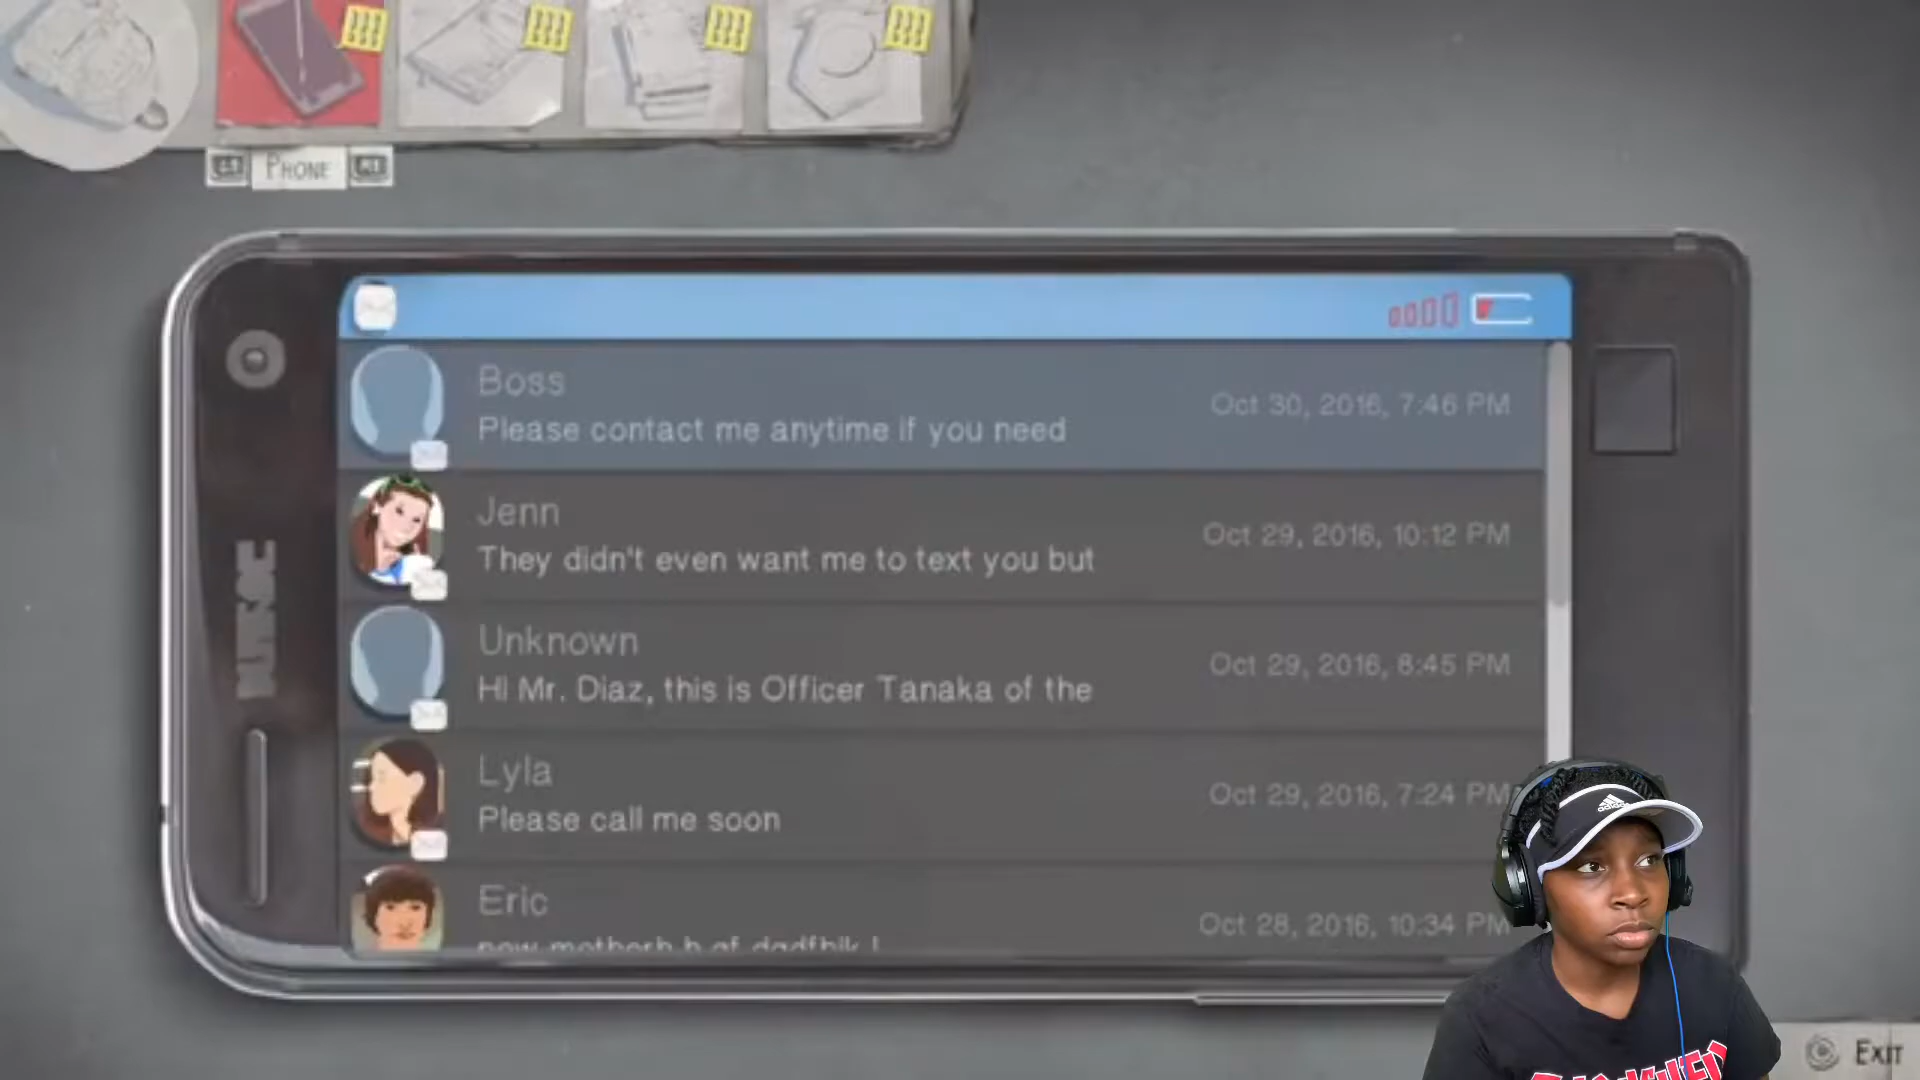 PHONE
Boss
Oct 30, 2016, 7:46 PM
Please contact me anytime if you need
Jenn
Oct 29, 2016, 10:12 PM
They didn't even want me to text you but
Unknown
Oct 29, 2016, 8:45 PM
Hi Mr. Diaz, this is Officer Tanaka of the
Lyla
Oct 29, 2016, 7:24 PM
Please call me soon
Eric
Oct 28, 2016, 10:34 PM
adidas
EXIT